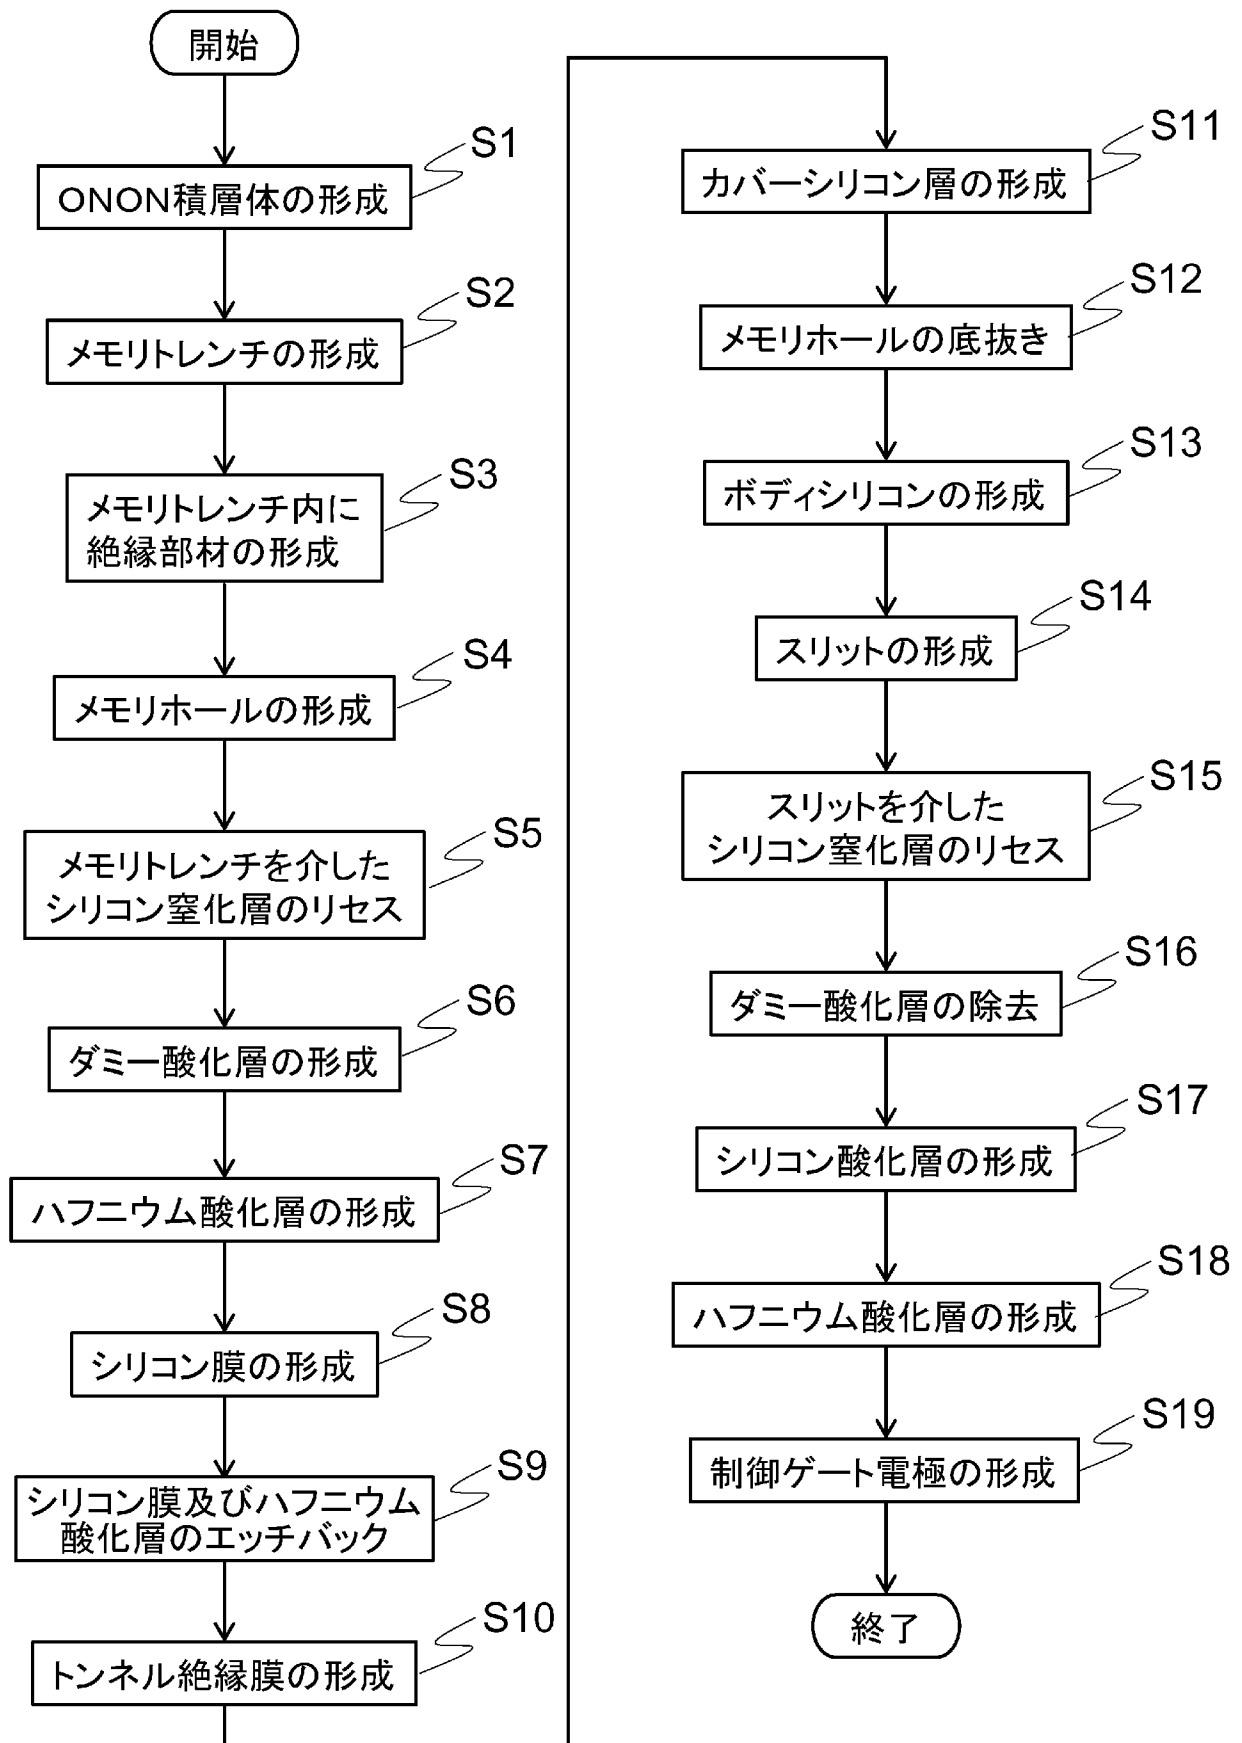 開始
S1
ONON積層体の形成
S2
メモリトレンチの形成
S3
メモリトレンチ内に
絶縁部材の形成
S4
メモリホールの形成
S5
メモリトレンチを介した
シリコン窒化層のリセス
S6
ダミー酸化層の形成
S7
ハフニウム酸化層の形成
S8
シリコン膜の形成
S9
シリコン膜及びハフニウム
酸化層のエッチバック
S10
トンネル絶縁膜の形成
S11
カバーシリコン層の形成
S12
メモリホールの底抜き
S13
ボディシリコンの形成
S14
スリットの形成
S15
スリットを介した
シリコン窒化層のリセス
S16
ダミー酸化層の除去
S17
シリコン酸化層の形成
S18
ハフニウム酸化層の形成
S19
制御ゲート電極の形成
終了